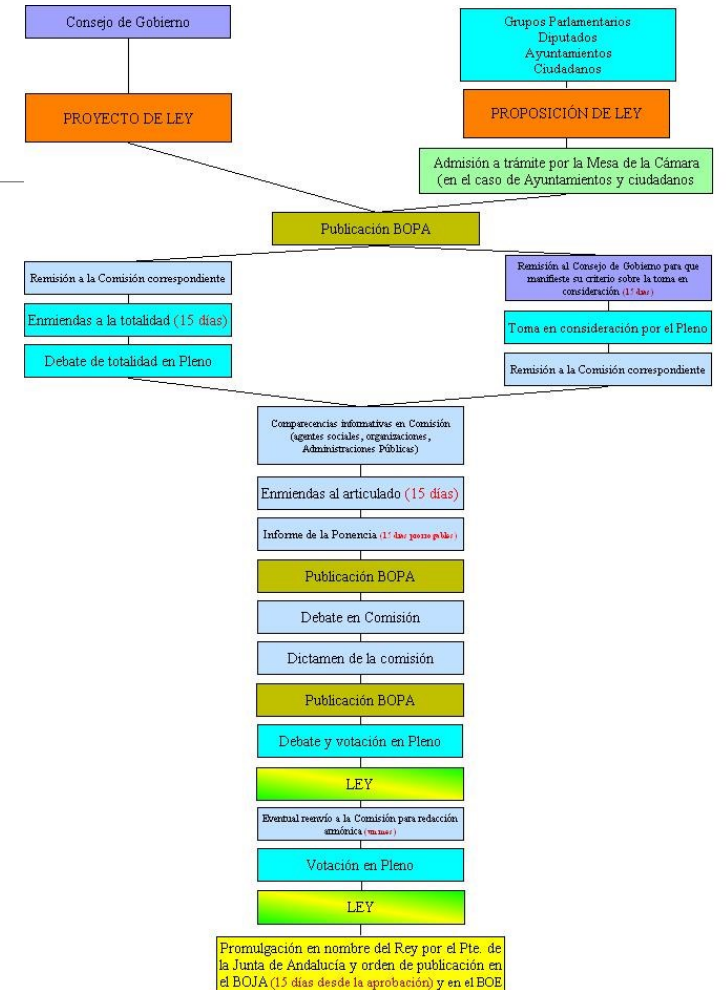 Consejo de Gobierno
Grupos Parlamentarios
Diputados
Ayuntamientos
Ciudadanos
PROYECTO DE LEY
PROPOSICIÓN DE LEY
Admisión a trámite por la Mesa de la Cámara
(en el caso de Ayuntamientos y ciudadanos
Publicación BOPA
Remisión a la Comisión correspondiente
Enmiendas a la totalidad (15 días)
Debate de totalidad en Pleno
Remisión al Consejo de Gobierno para que
manifieste su criterio sobre la toma en
consideración (15 días)
Toma en consideración por el Pleno
Remisión a la Comisión correspondiente
Comparecencias informativas en Comisión
(agentes sociales, organizaciones,
Administraciones Públicas)
Enmiendas al articulado (15 días)
Informe de la Ponencia (15 días prorrogables)
Publicación BOPA
Debate en Comisión
Dictamen de la comisión
Publicación BOPA
Debate y votación en Pleno
LEY
Eventual reenvío a la Comisión para redacción
armónica (un mes)
Votación en Pleno
LEY
Promulgación en nombre del Rey por el Pte. de
la Junta de Andalucía y orden de publicación en
el BOJA (15 días desde la aprobación) y en el BOE